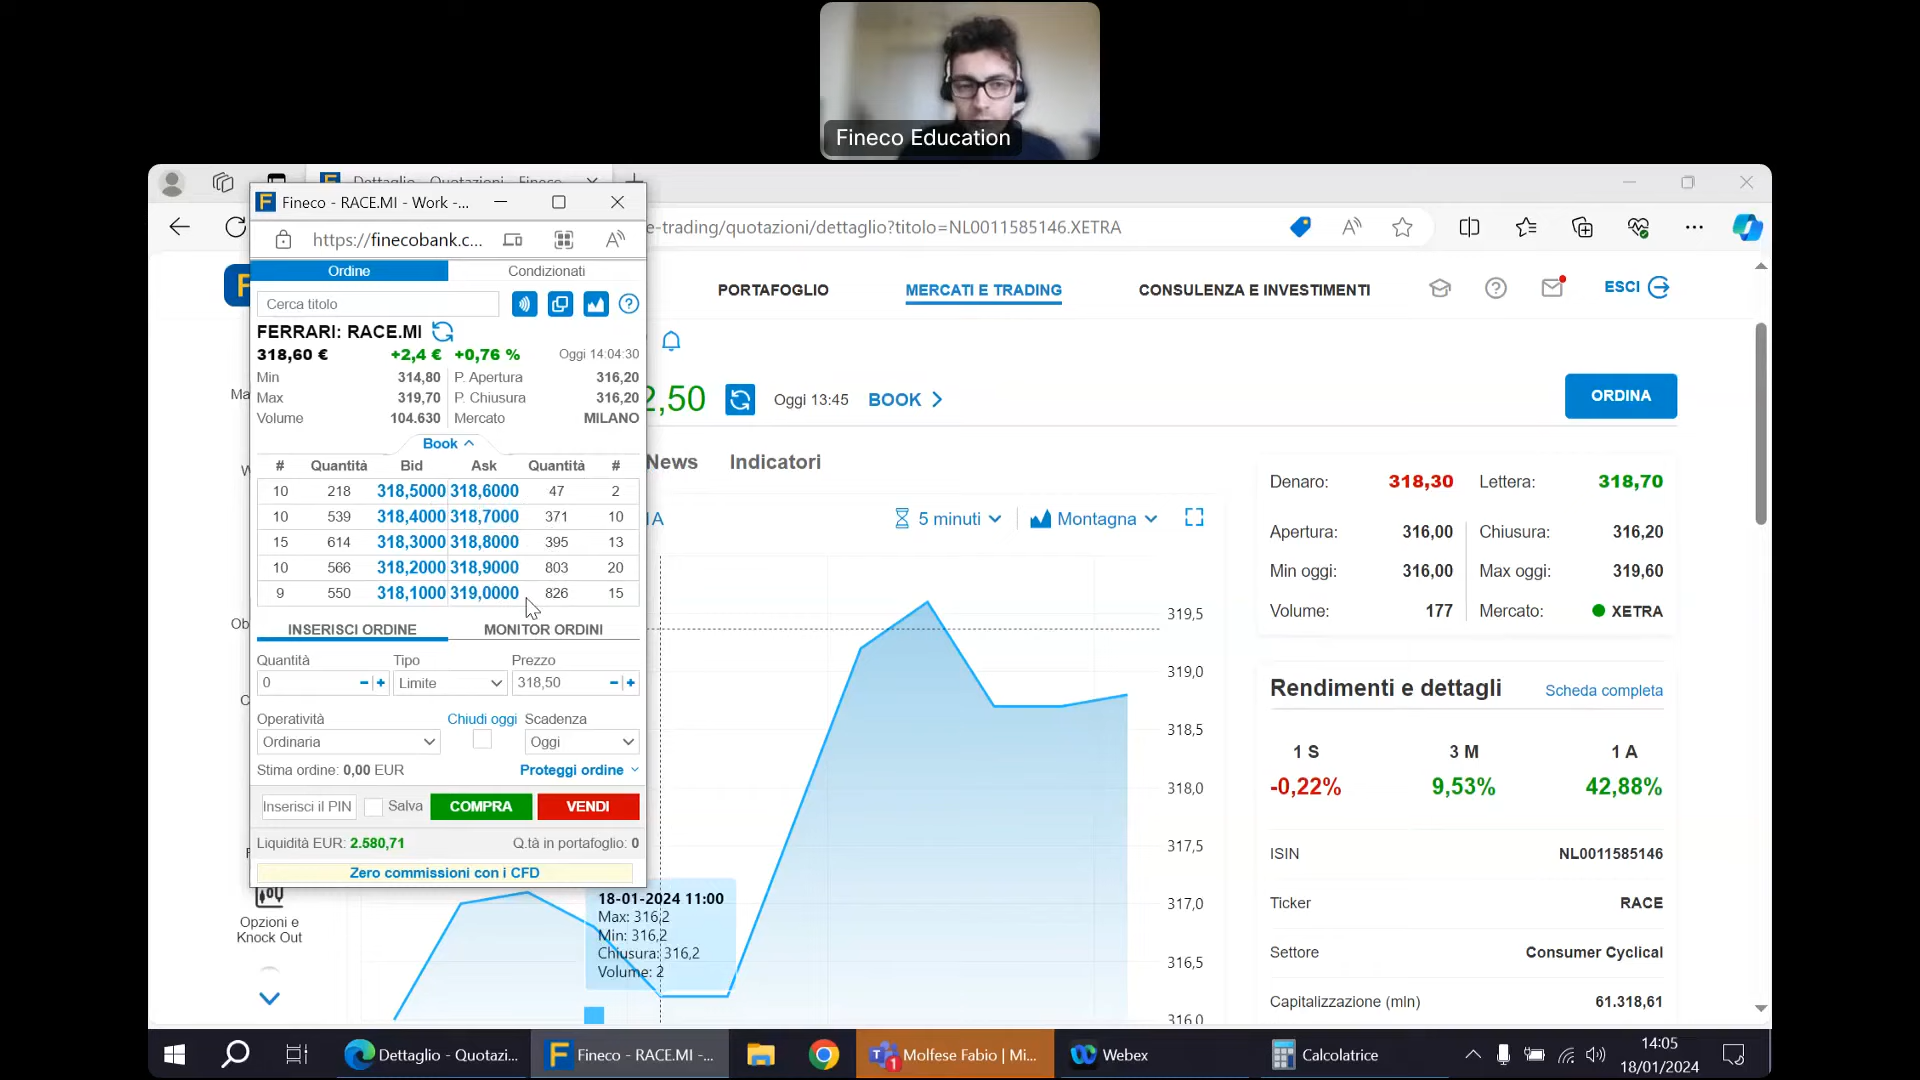 Fineco Education
Dettaglio - Quotazioni - Fineco
Fineco - RACE.MI - Work -...
https://finecobank.c...
e-trading/quotazioni/dettaglio?titolo=NL0011585146.XETRA
Ordine
Condizionati
PORTAFOGLIO
MERCATI E TRADING
CONSULENZA E INVESTIMENTI
ESCI
Cerca titolo
FERRARI: RACE.MI
318,60 € +2,4 € +0,76 % Oggi 14:04:30
Min 314,80 P. Apertura 316,20
Max 319,70 P. Chiusura 316,20
Volume 104.630 Mercato MILANO
Book
# Quantità Bid Ask Quantità #
10 218 318,5000 318,6000 47 2
10 539 318,4000 318,7000 371 10
15 614 318,3000 318,8000 395 13
10 566 318,2000 318,9000 803 20
9 550 318,1000 319,0000 826 15
INSERISCI ORDINE MONITOR ORDINI
Quantità Tipo Prezzo
0 - + Limite 318,50 - +
Operatività Chiudi oggi Scadenza
Ordinaria Oggi
Stima ordine: 0,00 EUR Proteggi ordine
Inserisci il PIN Salva COMPRA VENDI
Liquidità EUR: 2.580,71 Q.tà in portafoglio: 0
Zero commissioni con i CFD
Ma
W
Ob
C
F
Opzioni e
Knock Out
2,50 Oggi 13:45 BOOK
ORDINA
News Indicatori
IA 5 minuti Montagna
319,5
319,0
318,5
318,0
317,5
317,0
316,5
316,0
18-01-2024 11:00
Max: 316,2
Min: 316,2
Chiusura: 316,2
Volume: 2
Denaro: 318,30 Lettera: 318,70
Apertura: 316,00 Chiusura: 316,20
Min oggi: 316,00 Max oggi: 319,60
Volume: 177 Mercato: XETRA
Rendimenti e dettagli Scheda completa
1 S 3 M 1 A
-0,22% 9,53% 42,88%
ISIN NL0011585146
Ticker RACE
Settore Consumer Cyclical
Capitalizzazione (mln) 61.318,61
Dettaglio - Quotazi...
Fineco - RACE.MI -...
1
Molfese Fabio | Mi...
Webex
Calcolatrice
14:05
18/01/2024